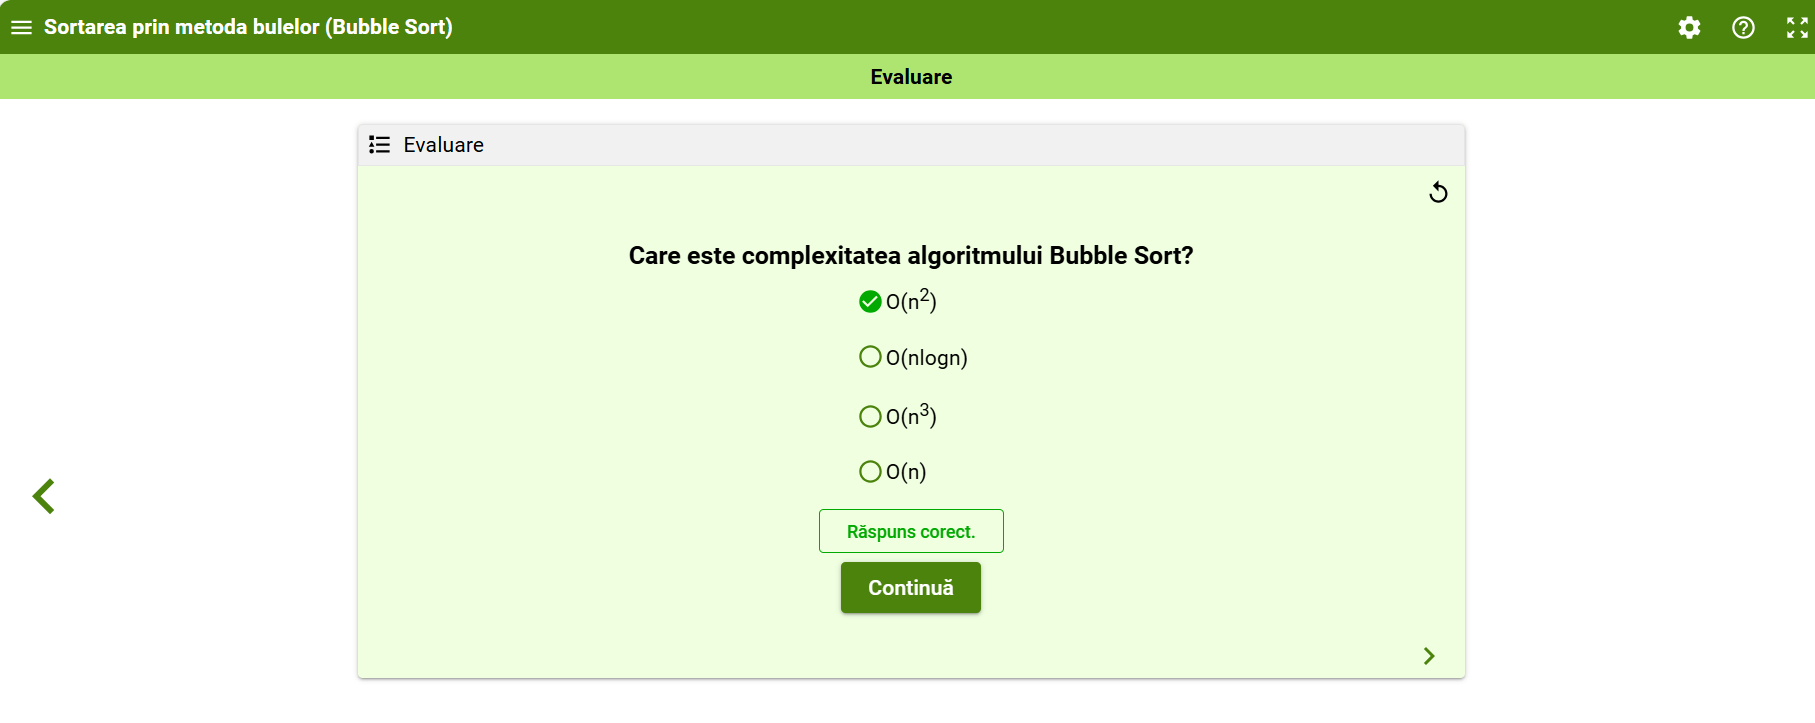 Sortarea prin metoda bulelor (Bubble Sort)
Evaluare
Evaluare
Care este complexitatea algoritmului Bubble Sort?
O(n²)
O(nlogn)
O(n³)
O(n)
Răspuns corect.
Continuă